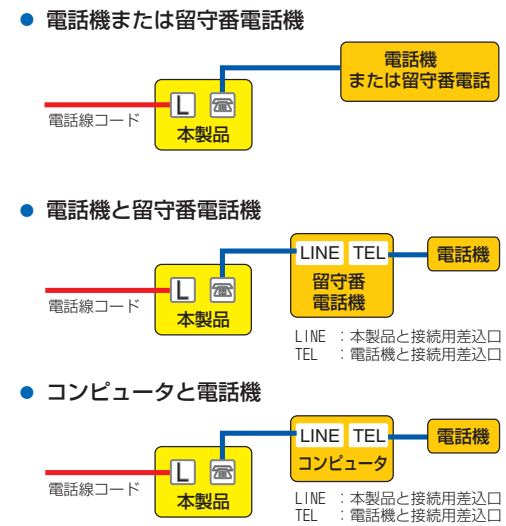 ● 電話機または留守番電話機
電話機
または留守番電話
L ☎
電話線コード
本製品
● 電話機と留守番電話機
LINE TEL 電話機
留守番
電話機
L ☎
電話線コード
本製品
LINE ：本製品と接続用差込口
TEL ：電話機と接続用差込口
● コンピュータと電話機
LINE TEL 電話機
コンピュータ
L ☎
電話線コード
本製品
LINE ：本製品と接続用差込口
TEL ：電話機と接続用差込口